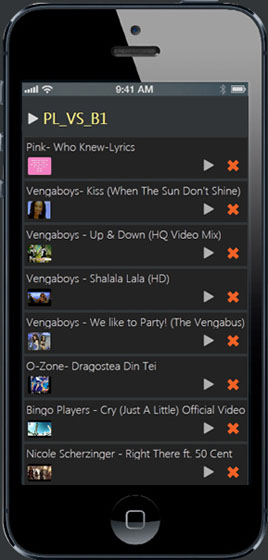 9:41 AM
PL_VS_B1
Pink- Who Knew-Lyrics
Vengaboys- Kiss (When The Sun Don't Shine)
Vengaboys - Up & Down (HQ Video Mix)
Vengaboys - Shalala Lala (HD)
Vengaboys - We like to Party! (The Vengabus)
O-Zone- Dragostea Din Tei
Bingo Players - Cry (Just A Little) Official Video
Nicole Scherzinger - Right There ft. 50 Cent